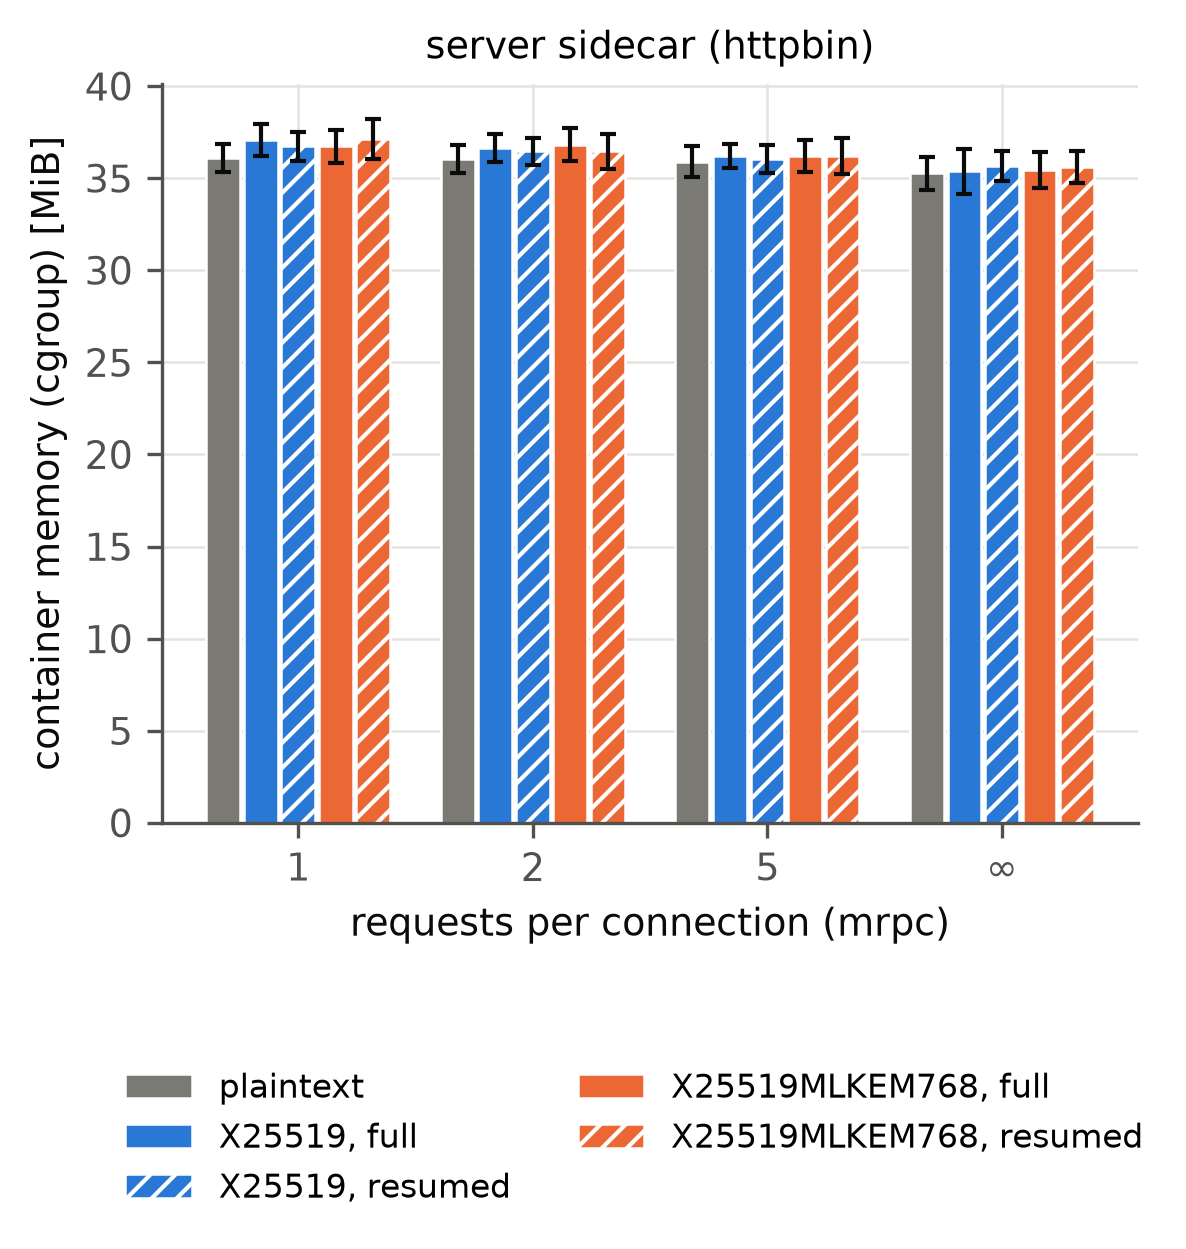 server sidecar (httpbin)
container memory (cgroup) [MiB]
40
35
30
25
20
15
10
5
0
1 2 5 ∞
requests per connection (mrpc)
plaintext
X25519, full
X25519, resumed
X25519MLKEM768, full
X25519MLKEM768, resumed